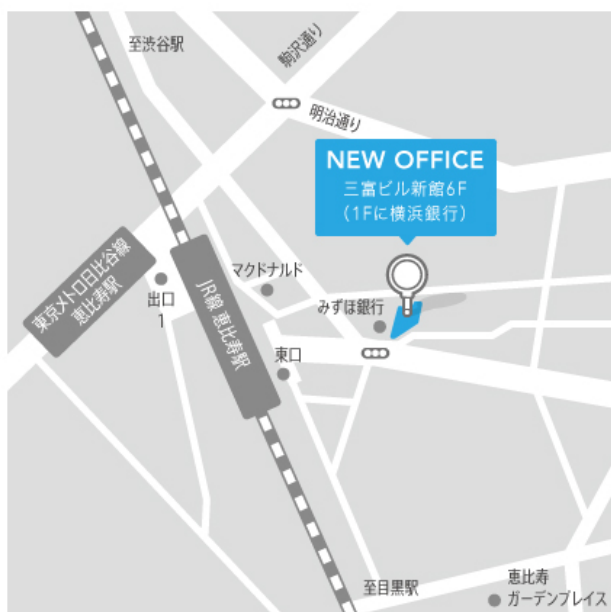 至渋谷駅
駒沢通り
明治通り
NEW OFFICE
三富ビル新館6F
(1Fに横浜銀行)
東京メトロ日比谷線
恵比寿駅
出口
1
JR線 恵比寿駅
マクドナルド
みずほ銀行
東口
至目黒駅
恵比寿
ガーデンプレイス